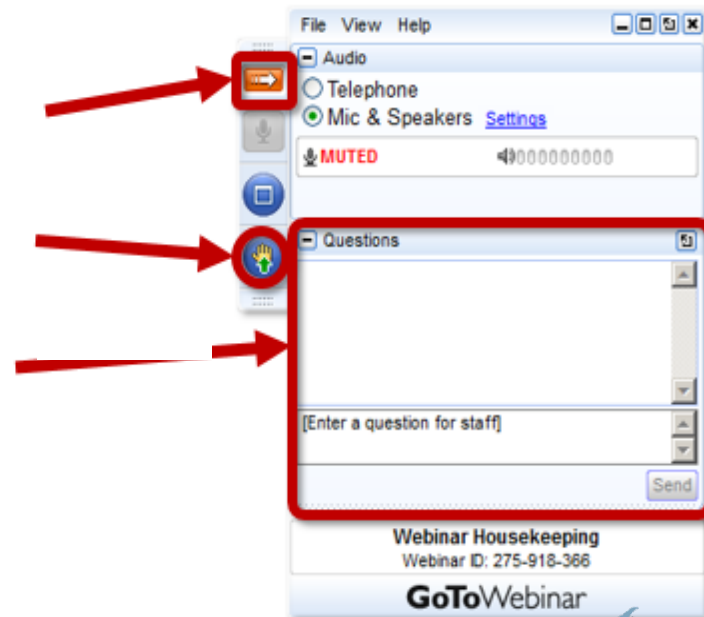 File View Help
Audio
Telephone
Mic & Speakers Settings
MUTED 000000000
Questions
[Enter a question for staff]
Send
Webinar Housekeeping
Webinar ID: 275-918-366
GoToWebinar